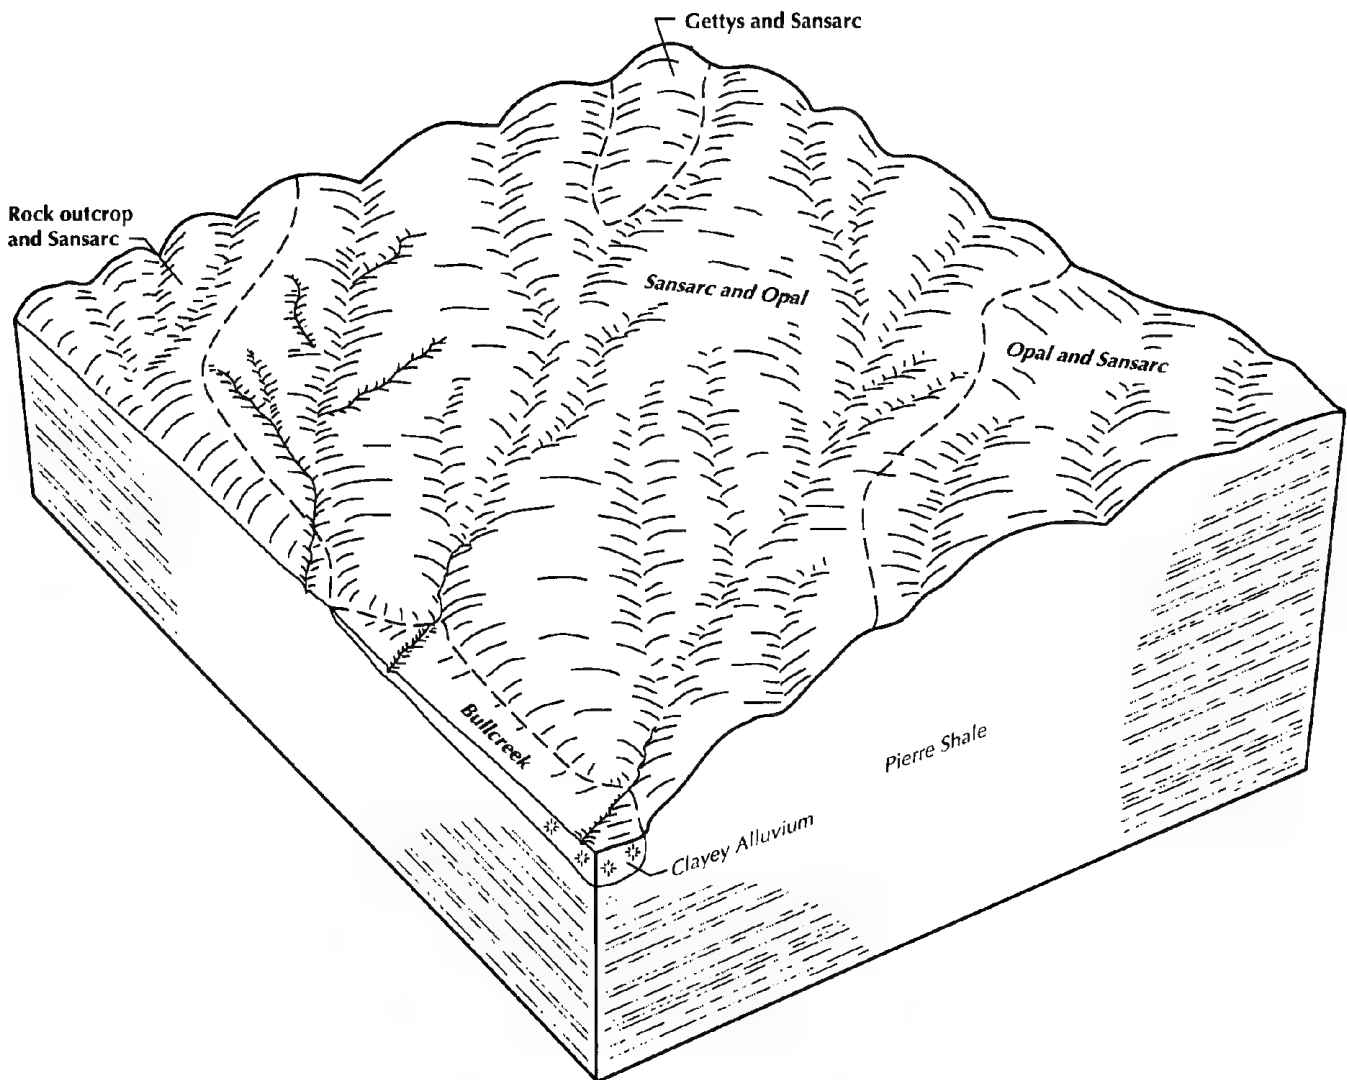 Gettys and Sansarc
Rock outcrop
and Sansarc
Sansarc and Opal
Opal and Sansarc
Bullcreek
Pierre Shale
Clayey Alluvium